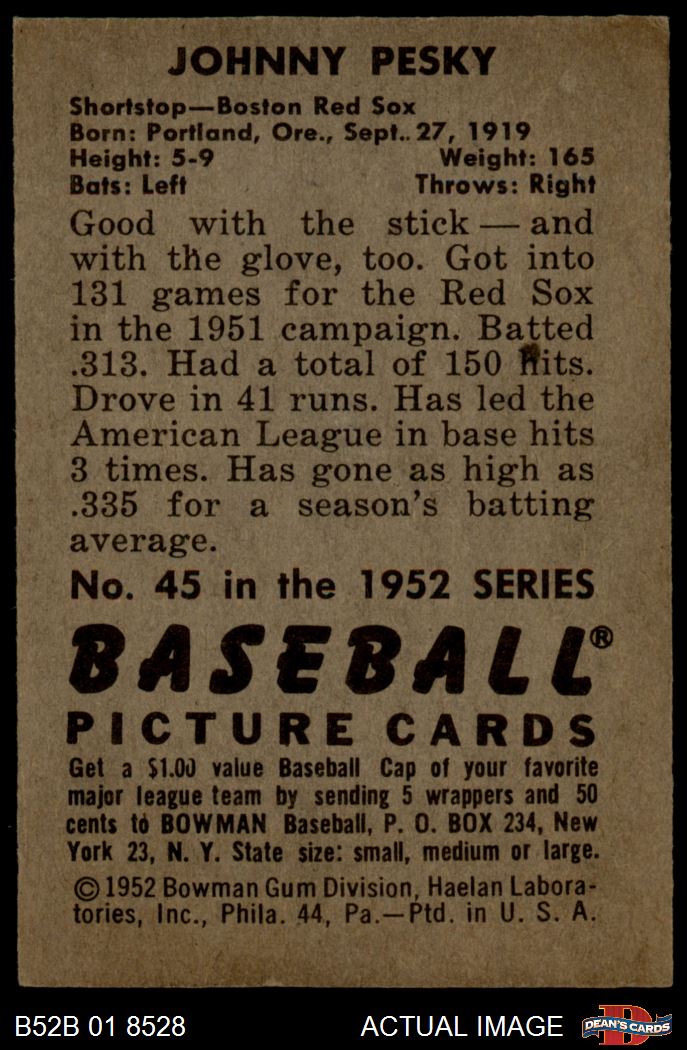 JOHNNY PESKY
Shortstop—Boston Red Sox
Born: Portland, Ore., Sept.. 27, 1919
Height: 5-9 Weight: 165
Bats: Left Throws: Right
Good with the stick — and
with the glove, too. Got into
131 games for the Red Sox
in the 1951 campaign. Batted
.313. Had a total of 150 Hits.
Drove in 41 runs. Has led the
American League in base hits
3 times. Has gone as high as
.335 for a season's batting
average.
No. 45 in the 1952 SERIES
BASEBALL®
PICTURE CARDS
Get a $1.00 value Baseball Cap of your favorite
major league team by sending 5 wrappers and 50
cents to BOWMAN Baseball, P. O. BOX 234, New
York 23, N. Y. State size: small, medium or large.
© 1952 Bowman Gum Division, Haelan Labora-
tories, Inc., Phila. 44, Pa.—Ptd. in U. S. A.
B52B 01 8528 ACTUAL IMAGE DEAN'S CARDS